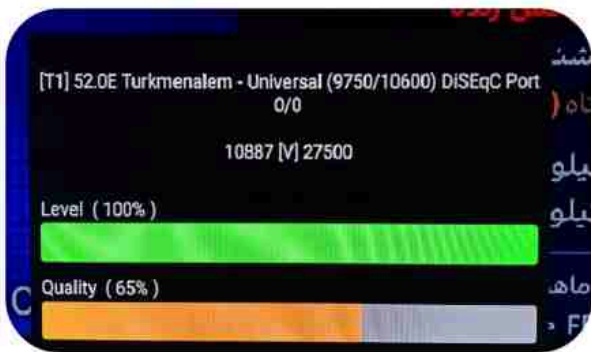 [T1] 52.0E Turkmenalem - Universal (9750/10600) DiSEqC Port
0/0
10887 [V] 27500
Level ( 100% )
Quality ( 65% )